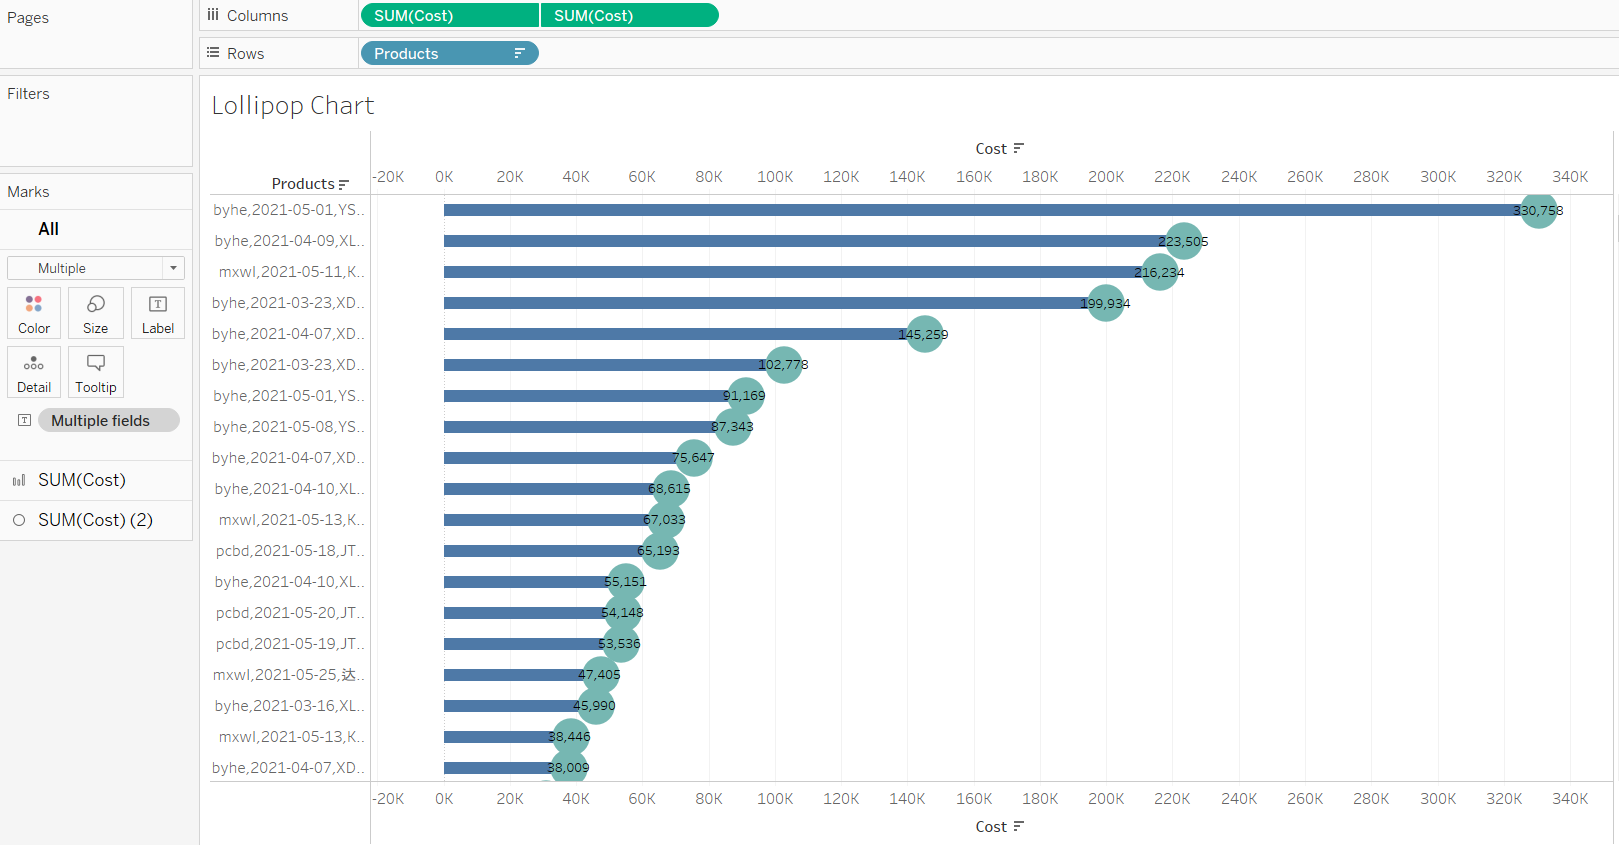 Pages
Columns SUM(Cost) SUM(Cost)
Rows Products
Filters
Marks
All
Multiple
Color Size Label
Detail Tooltip
Multiple fields
SUM(Cost)
SUM(Cost) (2)
Lollipop Chart
Cost
Products -20K 0K 20K 40K 60K 80K 100K 120K 140K 160K 180K 200K 220K 240K 260K 280K 300K 320K 340K
byhe,2021-05-01,YS.. 330,758
byhe,2021-04-09,XL.. 223,505
mxwl,2021-05-11,K.. 216,234
byhe,2021-03-23,XD.. 199,934
byhe,2021-04-07,XD.. 145,259
byhe,2021-03-23,XD.. 102,778
byhe,2021-05-01,YS.. 91,169
byhe,2021-05-08,YS.. 87,343
byhe,2021-04-07,XD.. 75,647
byhe,2021-04-10,XL.. 68,615
mxwl,2021-05-13,K.. 67,033
pcbd,2021-05-18,JT.. 65,193
byhe,2021-04-10,XL.. 55,151
pcbd,2021-05-20,JT.. 54,148
pcbd,2021-05-19,JT.. 53,536
mxwl,2021-05-25,达.. 47,405
byhe,2021-03-16,XL.. 45,990
mxwl,2021-05-13,K.. 38,446
byhe,2021-04-07,XD.. 38,009
-20K 0K 20K 40K 60K 80K 100K 120K 140K 160K 180K 200K 220K 240K 260K 280K 300K 320K 340K
Cost